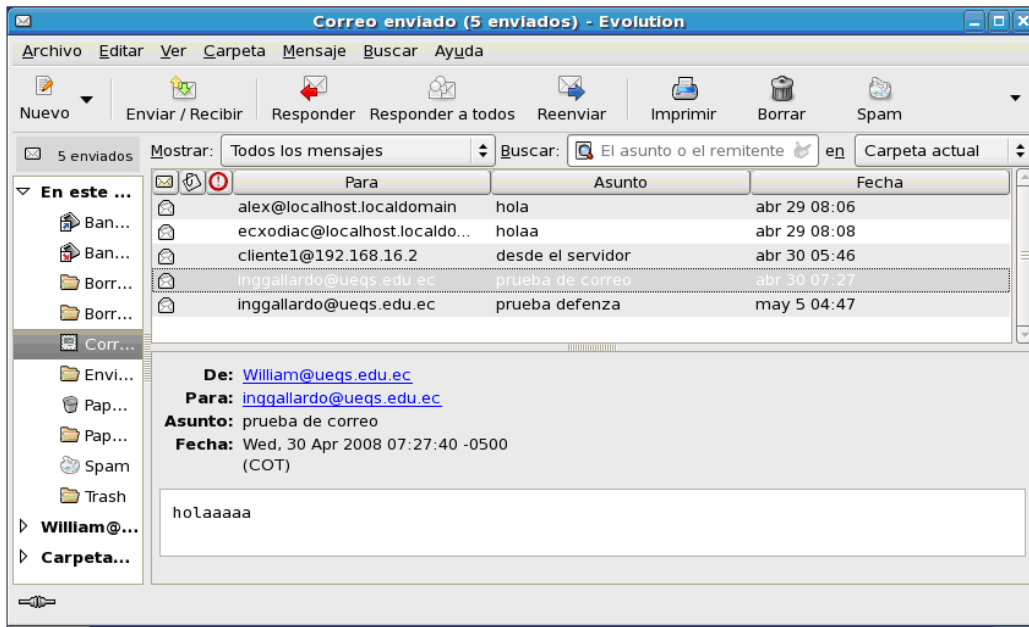 Correo enviado (5 enviados) - Evolution
Archivo Editar Ver Carpeta Mensaje Buscar Ayuda
Nuevo Enviar / Recibir Responder Responder a todos Reenviar Imprimir Borrar Spam
5 enviados Mostrar: Todos los mensajes Buscar: El asunto o el remitente en Carpeta actual
Para Asunto Fecha
alex@localhost.localdomain hola abr 29 08:06
ecxodiac@localhost.localdo... holaa abr 29 08:08
cliente1@192.168.16.2 desde el servidor abr 30 05:46
inggallardo@ueqs.edu.ec prueba de correo abr 30 07:27
inggallardo@ueqs.edu.ec prueba defenza may 5 04:47
En este ...
Ban...
Ban...
Borr...
Borr...
Corr...
Envi...
Pap...
Pap...
Spam
Trash
William@...
Carpeta...
De: William@ueqs.edu.ec
Para: inggallardo@ueqs.edu.ec
Asunto: prueba de correo
Fecha: Wed, 30 Apr 2008 07:27:40 -0500
(COT)
holaaaaa